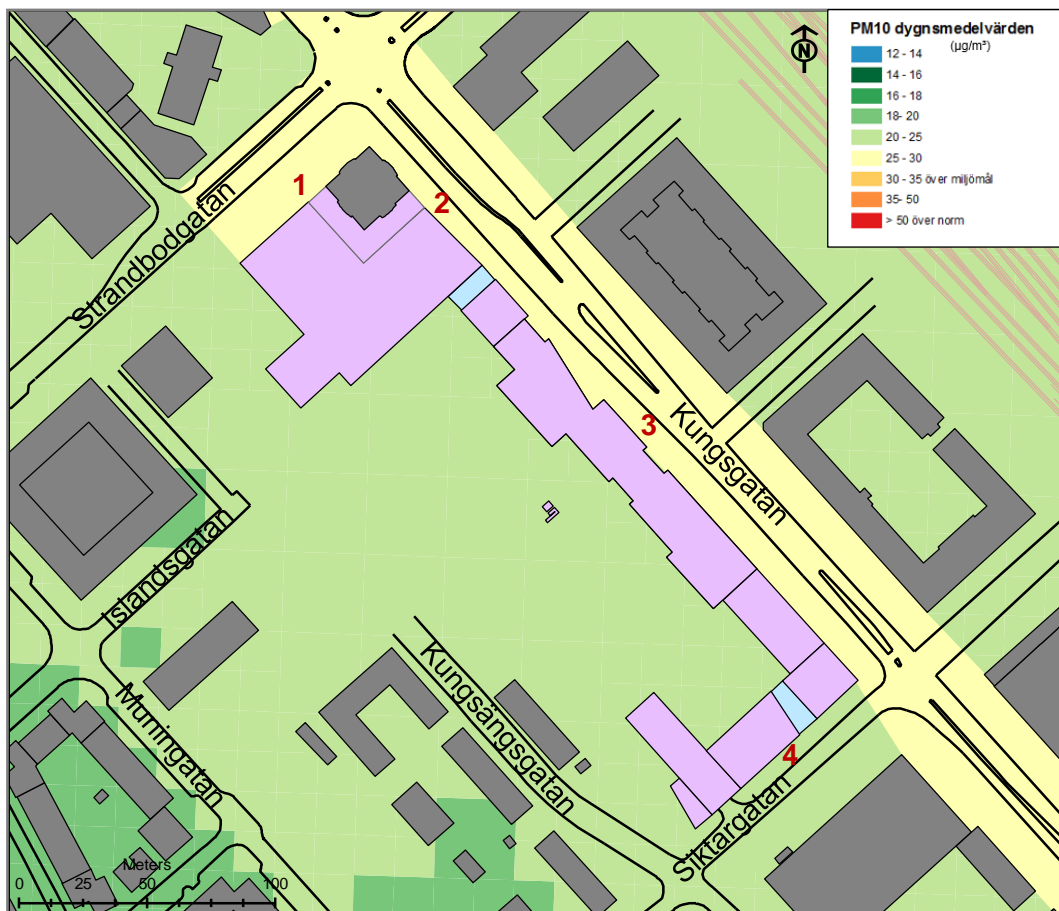 PM10 dygnsmedelvärden
(µg/m³)
12 - 14
14 - 16
16 - 18
18- 20
20 - 25
25 - 30
30 - 35 över miljömål
35- 50
> 50 över norm
N
1
2
Strandbodgatan
3
Kungsgatan
Islandsgatan
Kungsängsgatan
Muningatan
4
Siktargatan
Meters
0 25 50 100